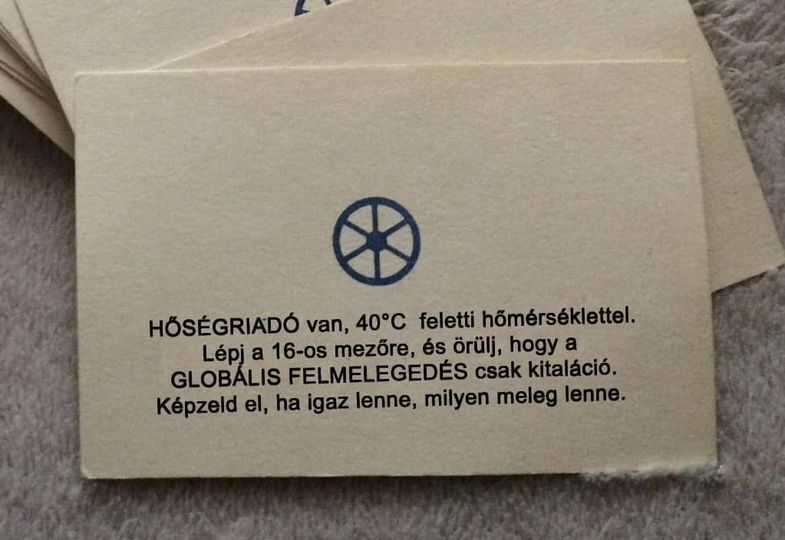 HŐSÉGRIADÓ van, 40°C feletti hőmérséklettel.
Lépj a 16-os mezőre, és örülj, hogy a
GLOBÁLIS FELMELEGEDÉS csak kitaláció.
Képzeld el, ha igaz lenne, milyen meleg lenne.